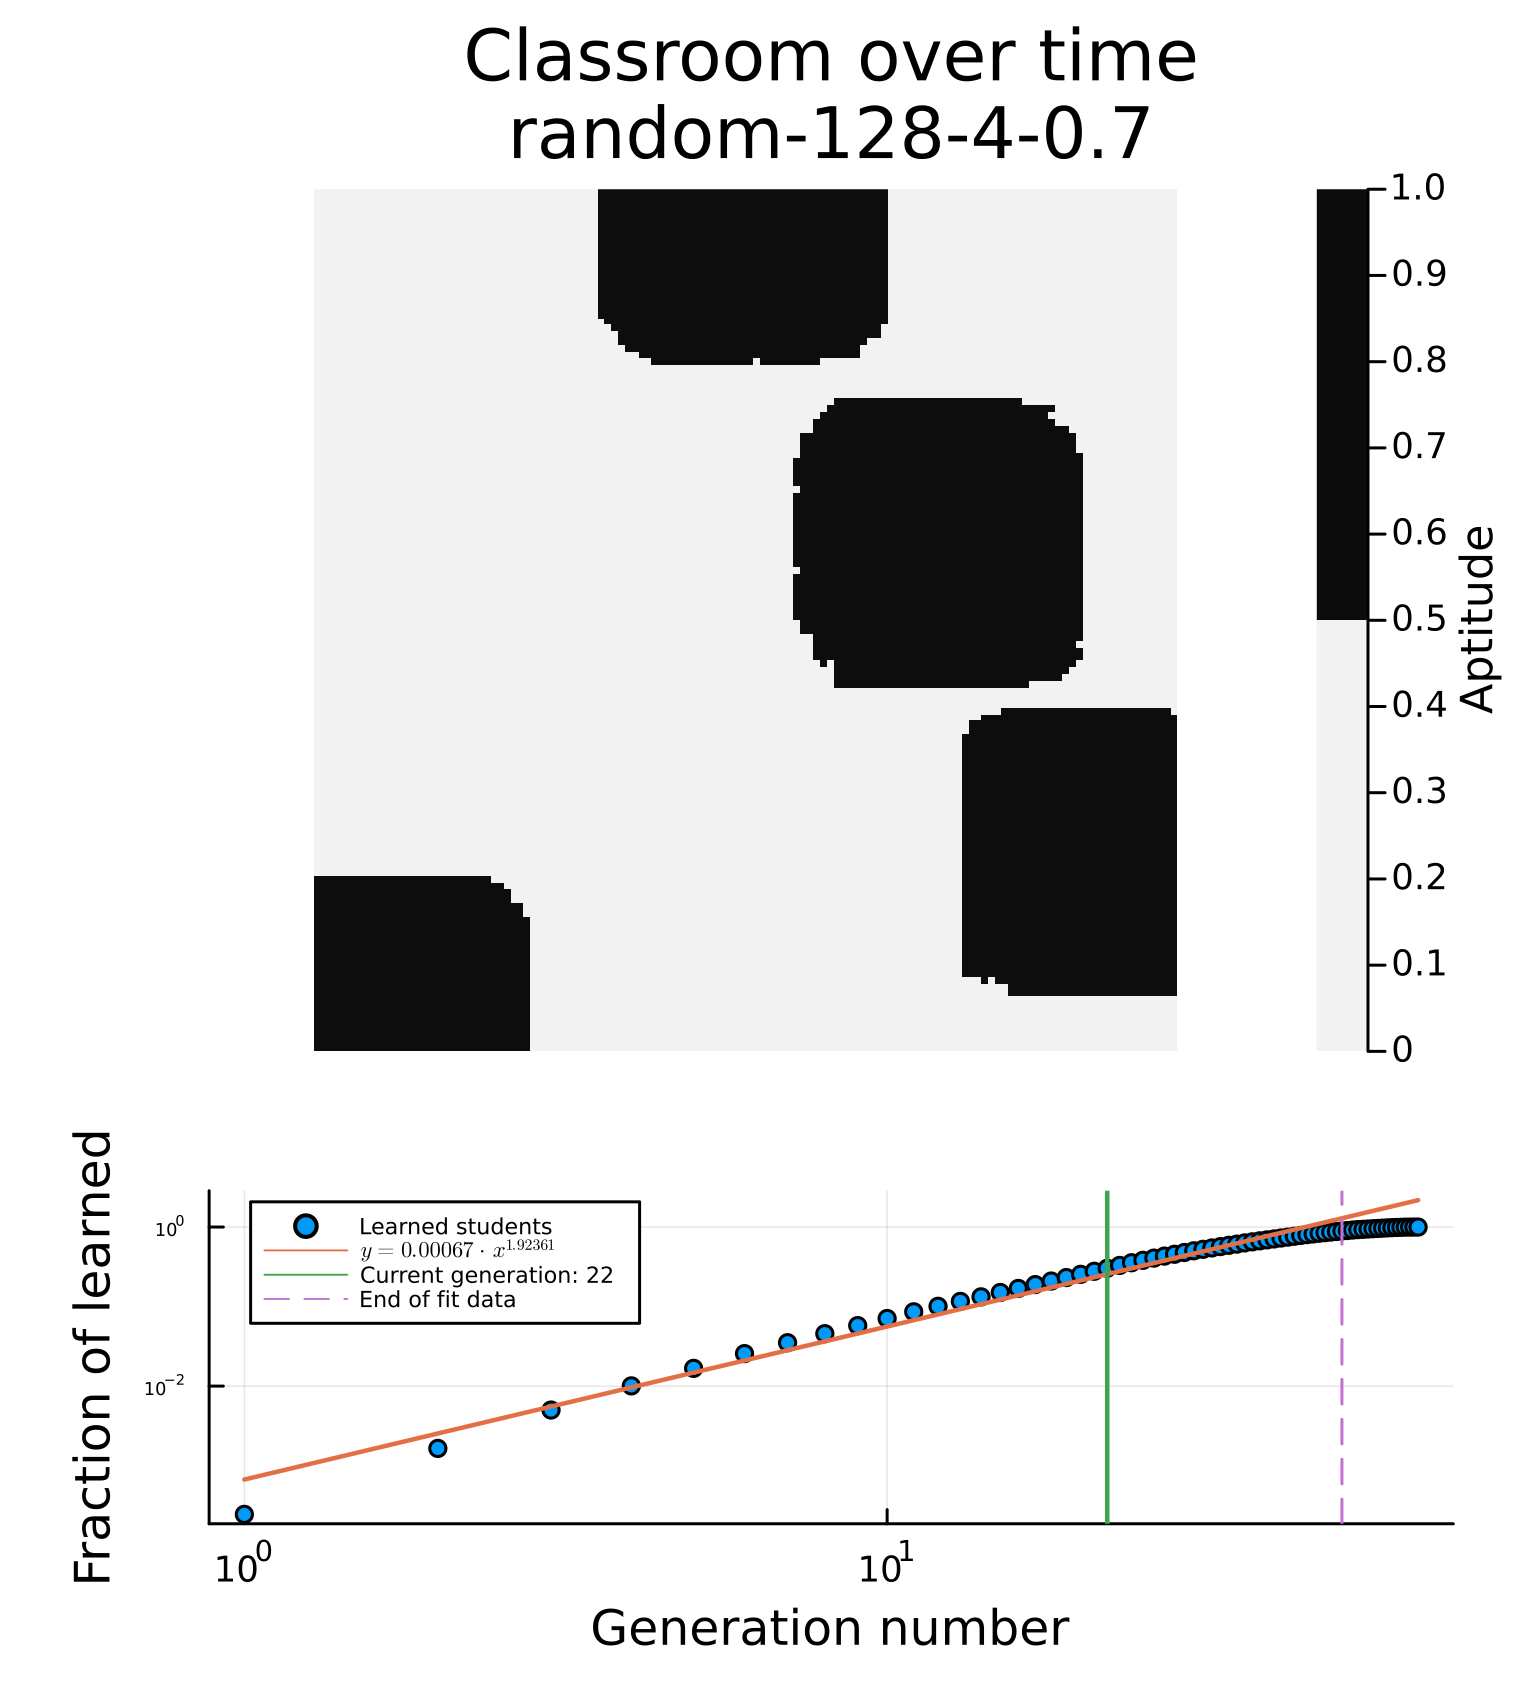 Classroom over time
random-128-4-0.7
1.0
0.9
0.8
0.7
0.6
0.5
0.4
0.3
0.2
0.1
0
Aptitude
Fraction of learned
10⁰
10⁻²
Learned students
y = 0.00067 · x^1.92361
Current generation: 22
End of fit data
10⁰
10¹
Generation number